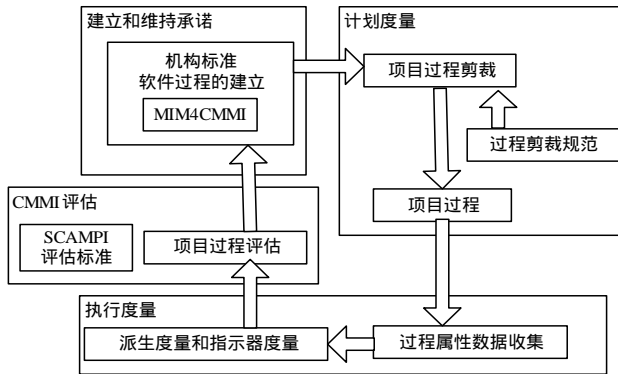 建立和维持承诺
机构标准
软件过程的建立
MIM4CMMI
计划度量
项目过程剪裁
过程剪裁规范
项目过程
CMMI 评估
SCAMPI
评估标准
项目过程评估
执行度量
派生度量和指示器度量
过程属性数据收集